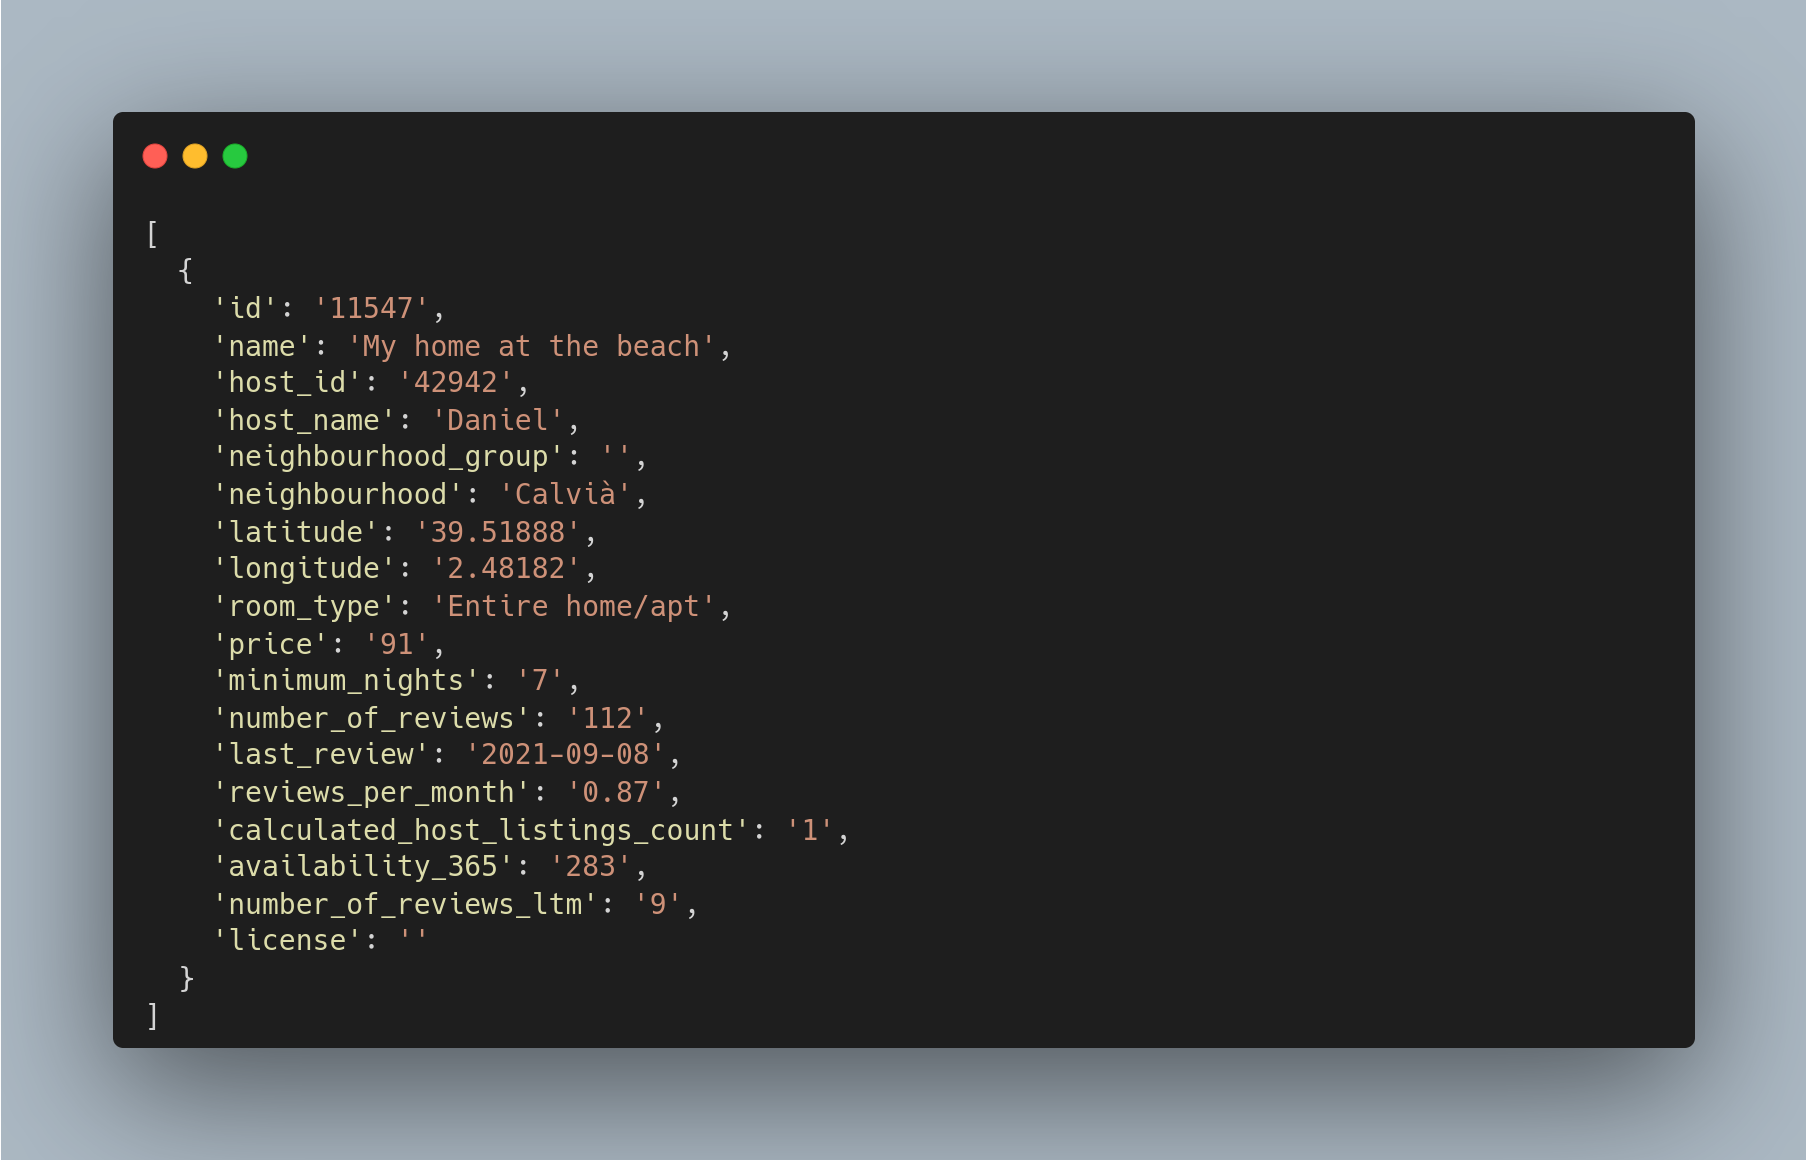 [
  {
    'id': '11547',
    'name': 'My home at the beach',
    'host_id': '42942',
    'host_name': 'Daniel',
    'neighbourhood_group': '',
    'neighbourhood': 'Calvià',
    'latitude': '39.51888',
    'longitude': '2.48182',
    'room_type': 'Entire home/apt',
    'price': '91',
    'minimum_nights': '7',
    'number_of_reviews': '112',
    'last_review': '2021-09-08',
    'reviews_per_month': '0.87',
    'calculated_host_listings_count': '1',
    'availability_365': '283',
    'number_of_reviews_ltm': '9',
    'license': ''
  }
]